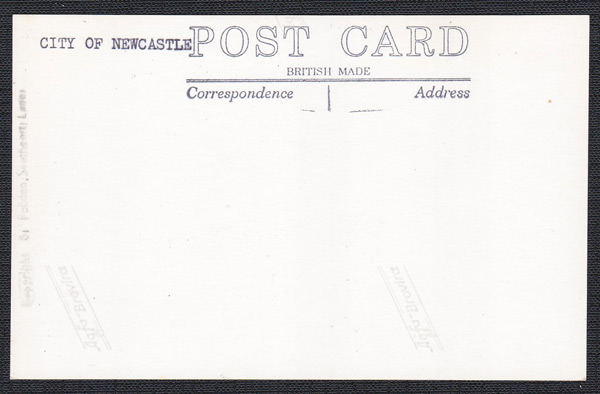 CITY OF NEWCASTLE
POST CARD
BRITISH MADE
Correspondence
Address